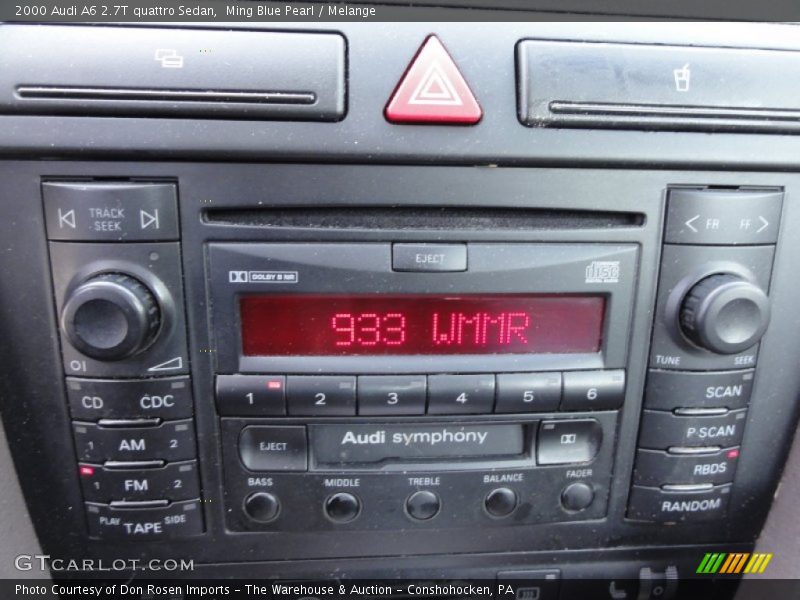 2000 Audi A6 2.7T quattro Sedan,  Ming Blue Pearl / Melange
TRACK
SEEK
FR FF
EJECT
DOLBY B NR
disc
DIGITAL AUDIO
933 WMMR
TUNE SEEK
1 2 3 4 5 6
CD CDC
SCAN
1 AM 2
EJECT
Audi symphony
P.SCAN
1 FM 2
BASS MIDDLE TREBLE BALANCE FADER
RBDS
PLAY TAPE SIDE
RANDOM
GTCARLOT.COM
Photo Courtesy of Don Rosen Imports - The Warehouse & Auction - Conshohocken, PA